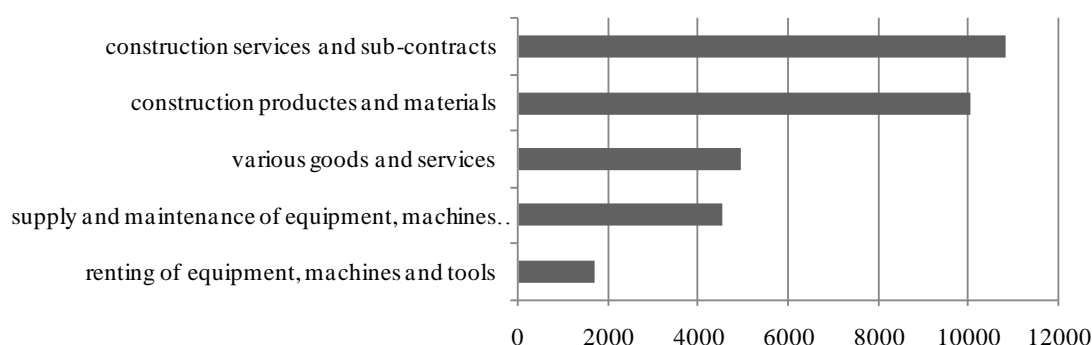 construction services and sub-contracts
construction productes and materials
various goods and services
supply and maintenance of equipment, machines..
renting of equipment, machines and tools
0 2000 4000 6000 8000 10000 12000